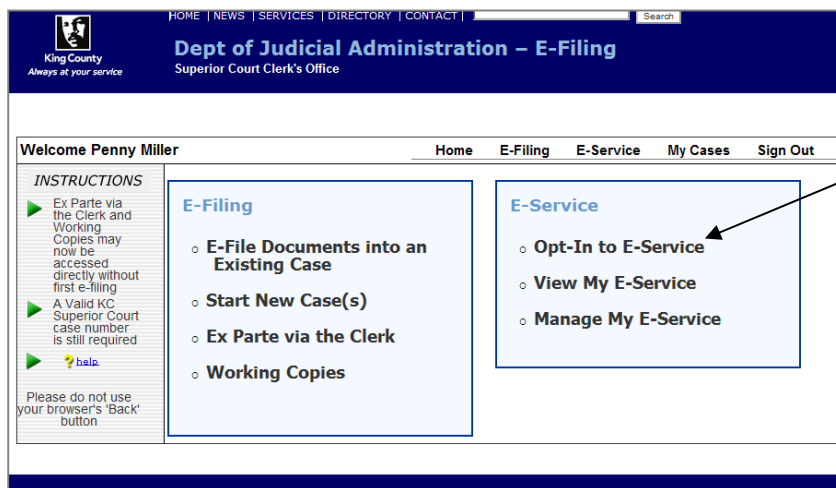 HOME | NEWS | SERVICES | DIRECTORY | CONTACT |
Search
King County
Always at your service
Dept of Judicial Administration – E-Filing
Superior Court Clerk's Office
Welcome Penny Miller
Home E-Filing E-Service My Cases Sign Out
INSTRUCTIONS
Ex Parte via
the Clerk and
Working
Copies may
now be
accessed
directly without
first e-filing
A Valid KC
Superior Court
case number
is still required
? help
Please do not use
your browser's 'Back'
button
E-Filing
E-File Documents into an
Existing Case
Start New Case(s)
Ex Parte via the Clerk
Working Copies
E-Service
Opt-In to E-Service
View My E-Service
Manage My E-Service